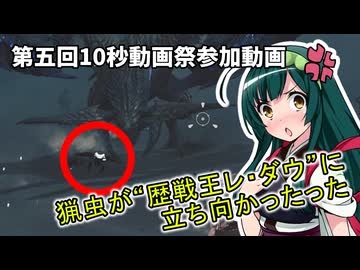 第五回10秒動画祭参加動画
猟虫が“歴戦王レ・ダウ”に
立ち向かったった